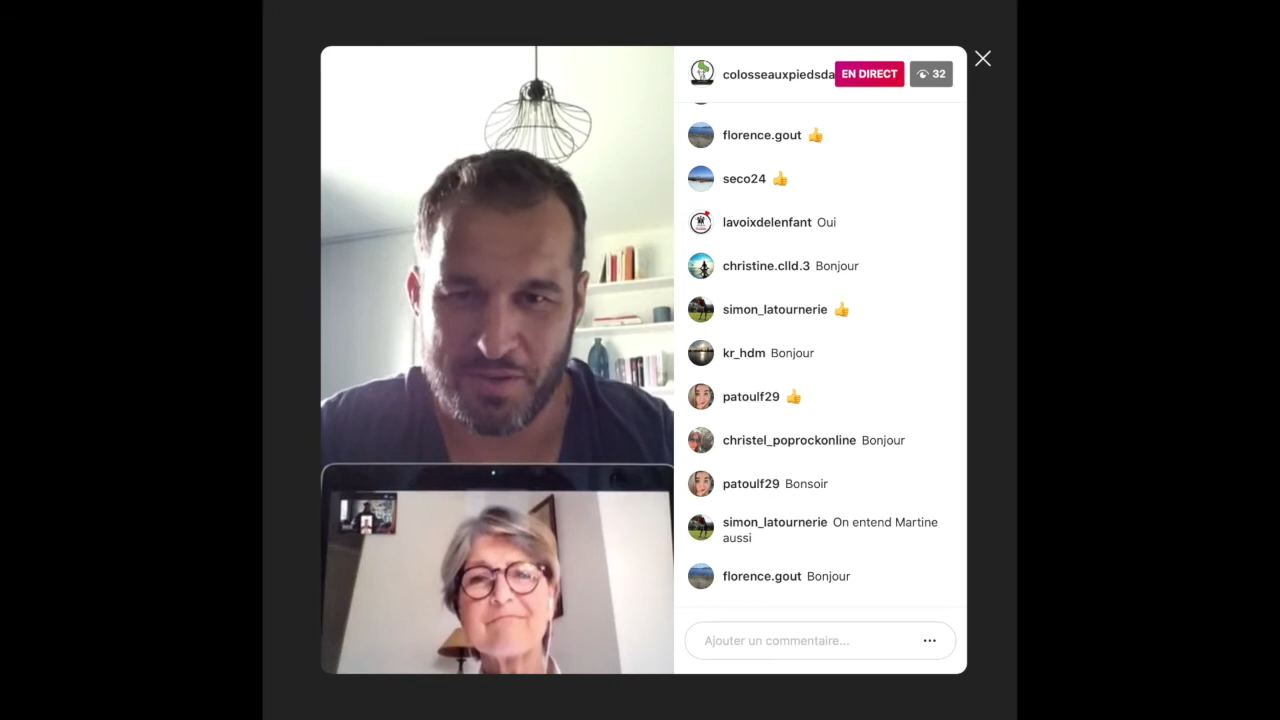 colosseauxpiedsda
EN DIRECT
32
florence.gout 👍
seco24 👍
lavoixdelenfant Oui
christine.clld.3 Bonjour
simon_latournerie 👍
kr_hdm Bonjour
patoulf29 👍
christel_poprockonline Bonjour
patoulf29 Bonsoir
simon_latournerie On entend Martine
aussi
florence.gout Bonjour
Ajouter un commentaire...